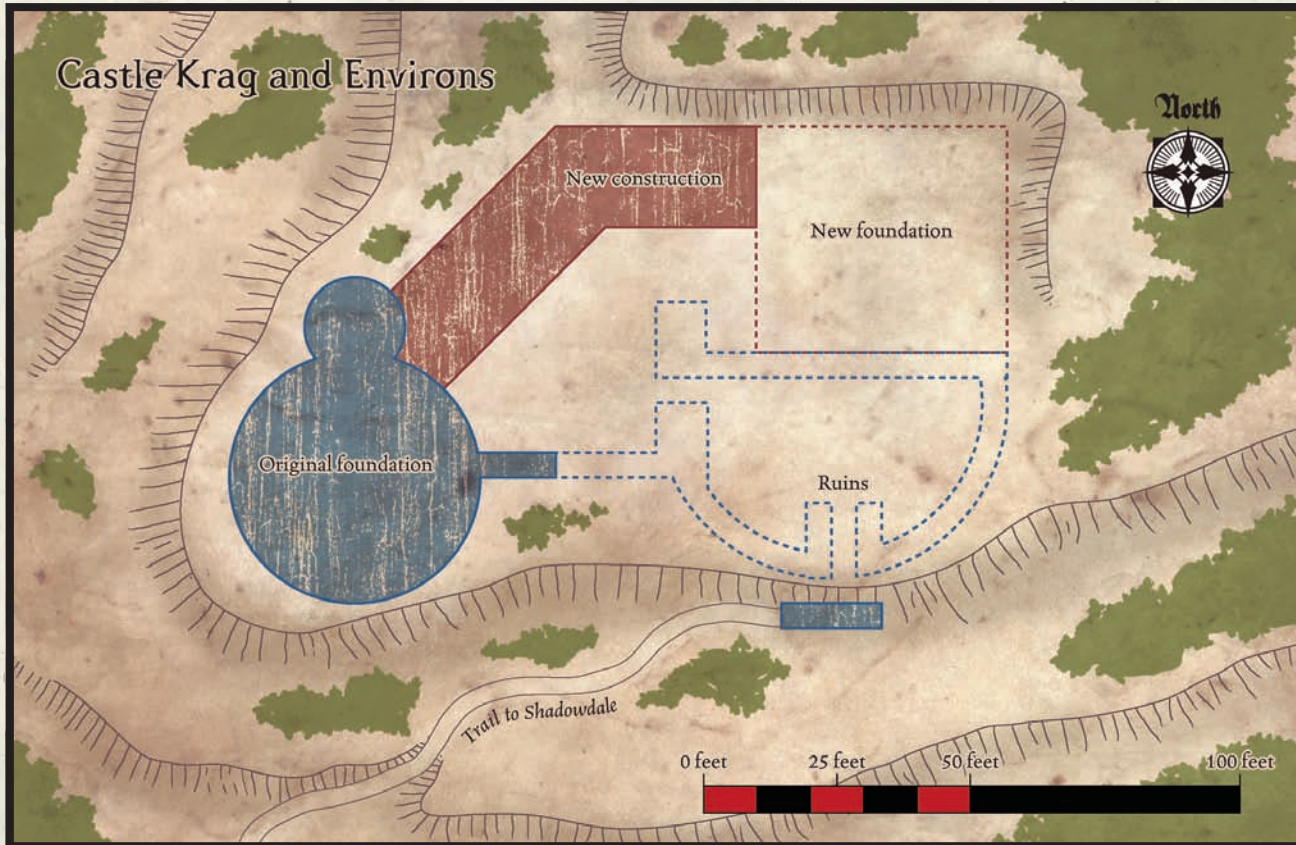 Castle Krag and Environs
North
New construction
New foundation
Original foundation
Ruins
Trail to Shadowdale
0 feet 25 feet 50 feet 100 feet